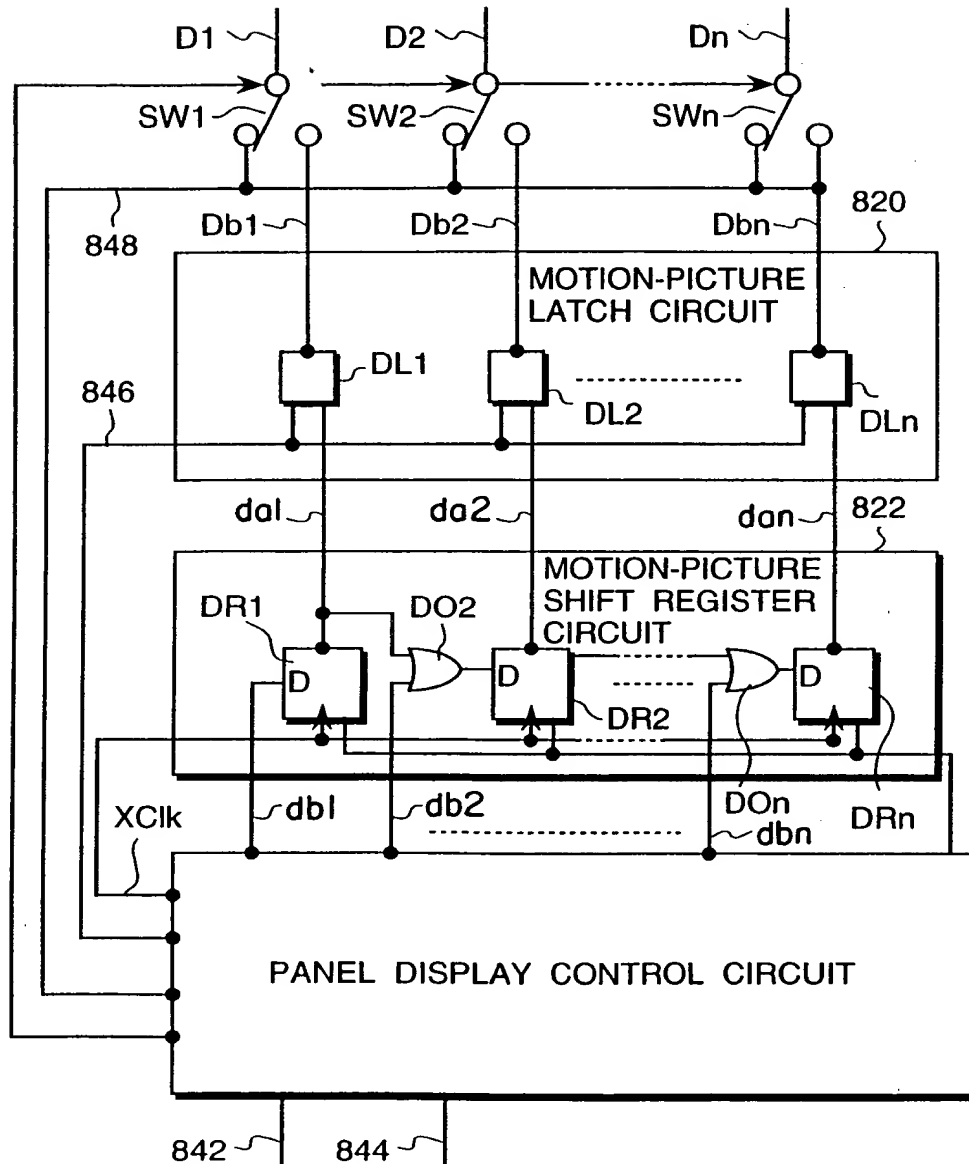 D1 D2 Dn
SW1 SW2 SWn
848 Db1 Db2 Dbn 820
MOTION-PICTURE
LATCH CIRCUIT
DL1 DL2 DLn
846
da1 da2 dan 822
MOTION-PICTURE
SHIFT REGISTER
CIRCUIT
DR1 DO2
D D D
DR2
XClk db1 db2 dbn DOn DRn
PANEL DISPLAY CONTROL CIRCUIT
842 844